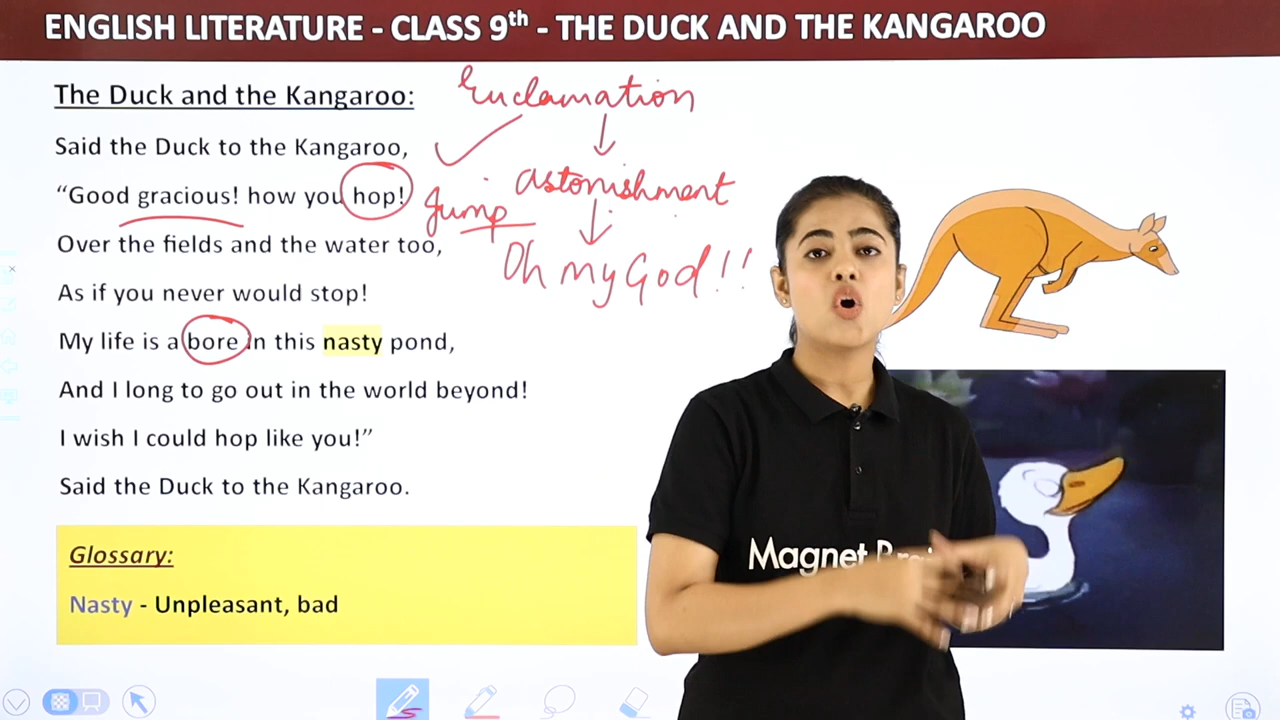 ENGLISH LITERATURE - CLASS 9th - THE DUCK AND THE KANGAROO
The Duck and the Kangaroo:
Exclamation
Said the Duck to the Kangaroo,
astonishment
“Good gracious! how you hop!
Jump
Over the fields and the water too,
Oh my God!!
As if you never would stop!
My life is a bore in this nasty pond,
And I long to go out in the world beyond!
I wish I could hop like you!”
Said the Duck to the Kangaroo.
Glossary:
Nasty - Unpleasant, bad
Magnet